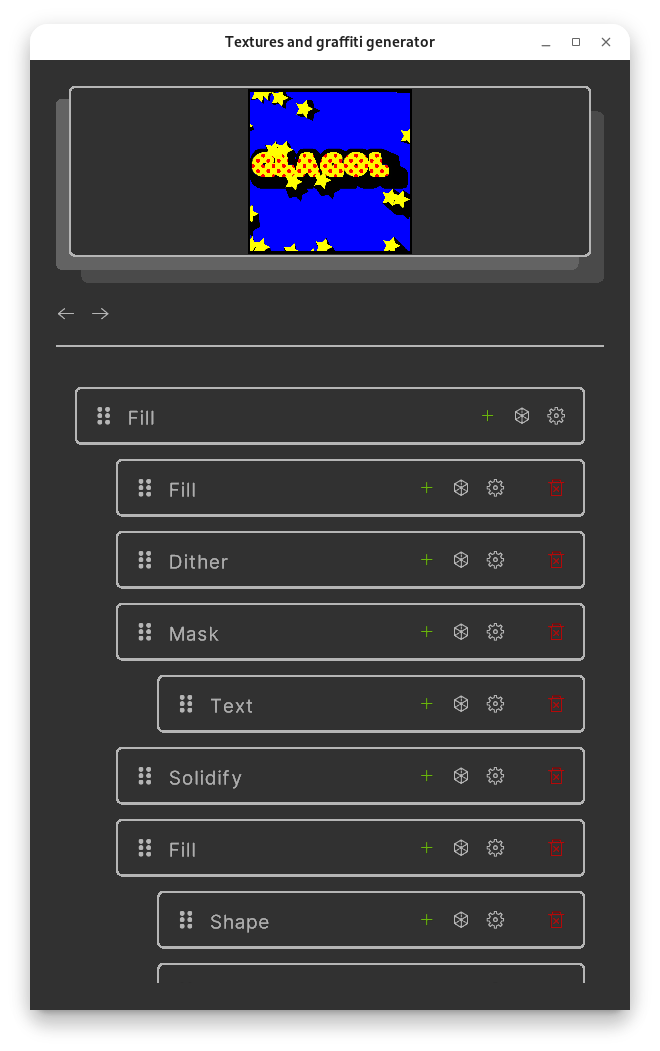 Textures and graffiti generator
Fill
Fill
Dither
Mask
Text
Solidify
Fill
Shape